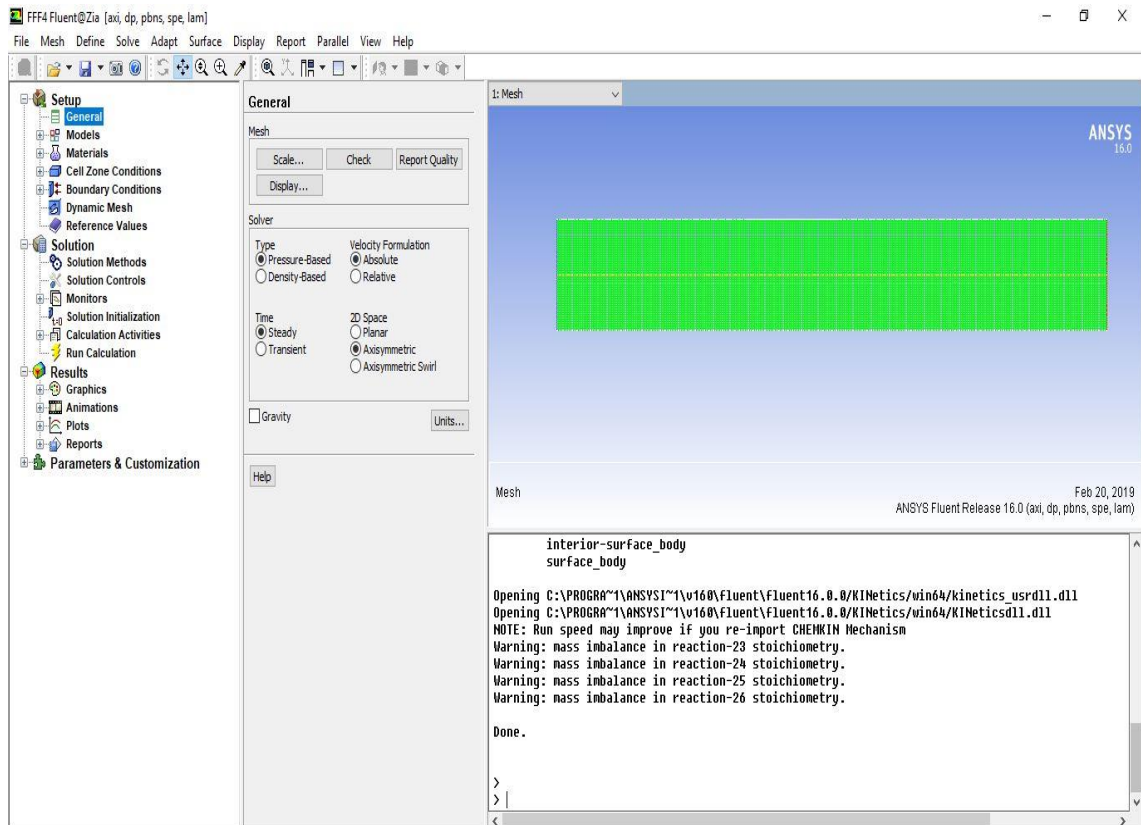 FFF4 Fluent@Zia [axi, dp, pbns, spe, lam]
File Mesh Define Solve Adapt Surface Display Report Parallel View Help
Setup
General
Models
Materials
Cell Zone Conditions
Boundary Conditions
Dynamic Mesh
Reference Values
Solution
Solution Methods
Solution Controls
Monitors
Solution Initialization
Calculation Activities
Run Calculation
Results
Graphics
Animations
Plots
Reports
Parameters & Customization
General
Mesh
Scale... Check Report Quality
Display...
Solver
Type Velocity Formulation
Pressure-Based Absolute
Density-Based Relative
Time 2D Space
Steady Planar
Transient Axisymmetric
Axisymmetric Swirl
Gravity
Units...
Help
1: Mesh
ANSYS
16.0
Mesh Feb 20, 2019
ANSYS Fluent Release 16.0 (axi, dp, pbns, spe, lam)
interior-surface_body
surface_body
Opening C:\PROGRA~1\ANSYSI~1\v160\fluent\fluent16.0.0/KINetics/win64/kinetics_usrdll.dll
Opening C:\PROGRA~1\ANSYSI~1\v160\fluent\fluent16.0.0/KINetics/win64/KINeticsdll.dll
NOTE: Run speed may improve if you re-import CHEMKIN Mechanism
Warning: mass imbalance in reaction-23 stoichiometry.
Warning: mass imbalance in reaction-24 stoichiometry.
Warning: mass imbalance in reaction-25 stoichiometry.
Warning: mass imbalance in reaction-26 stoichiometry.
Done.
>
>